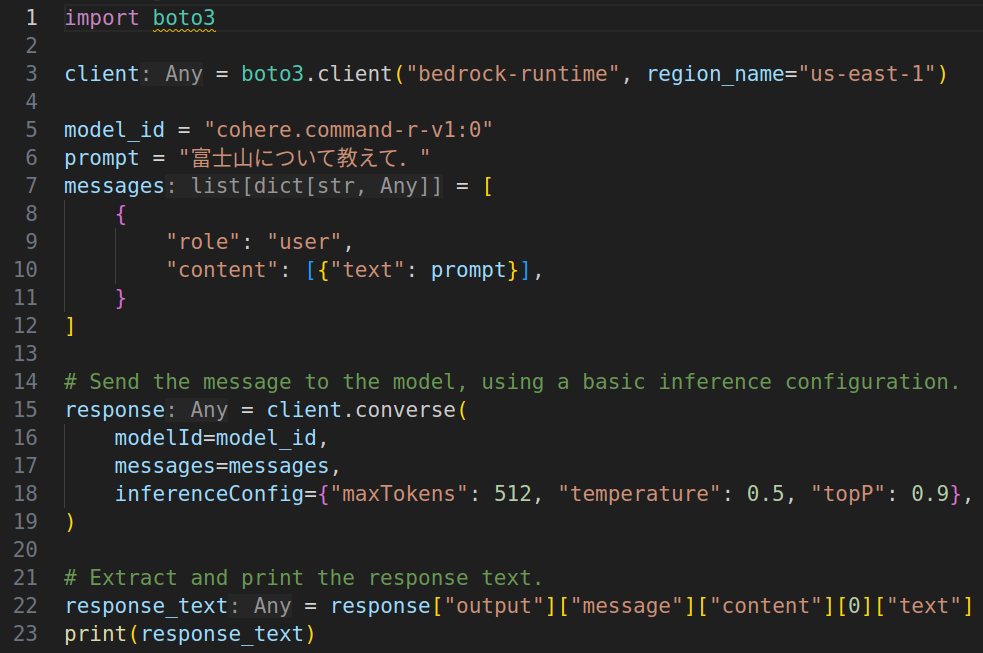 1 import boto3
2
3 client: Any = boto3.client("bedrock-runtime", region_name="us-east-1")
4
5 model_id = "cohere.command-r-v1:0"
6 prompt = "富士山について教えて．"
7 messages: list[dict[str, Any]] = [
8     {
9         "role": "user",
10         "content": [{"text": prompt}],
11     }
12 ]
13
14 # Send the message to the model, using a basic inference configuration.
15 response: Any = client.converse(
16     modelId=model_id,
17     messages=messages,
18     inferenceConfig={"maxTokens": 512, "temperature": 0.5, "topP": 0.9},
19 )
20
21 # Extract and print the response text.
22 response_text: Any = response["output"]["message"]["content"][0]["text"]
23 print(response_text)